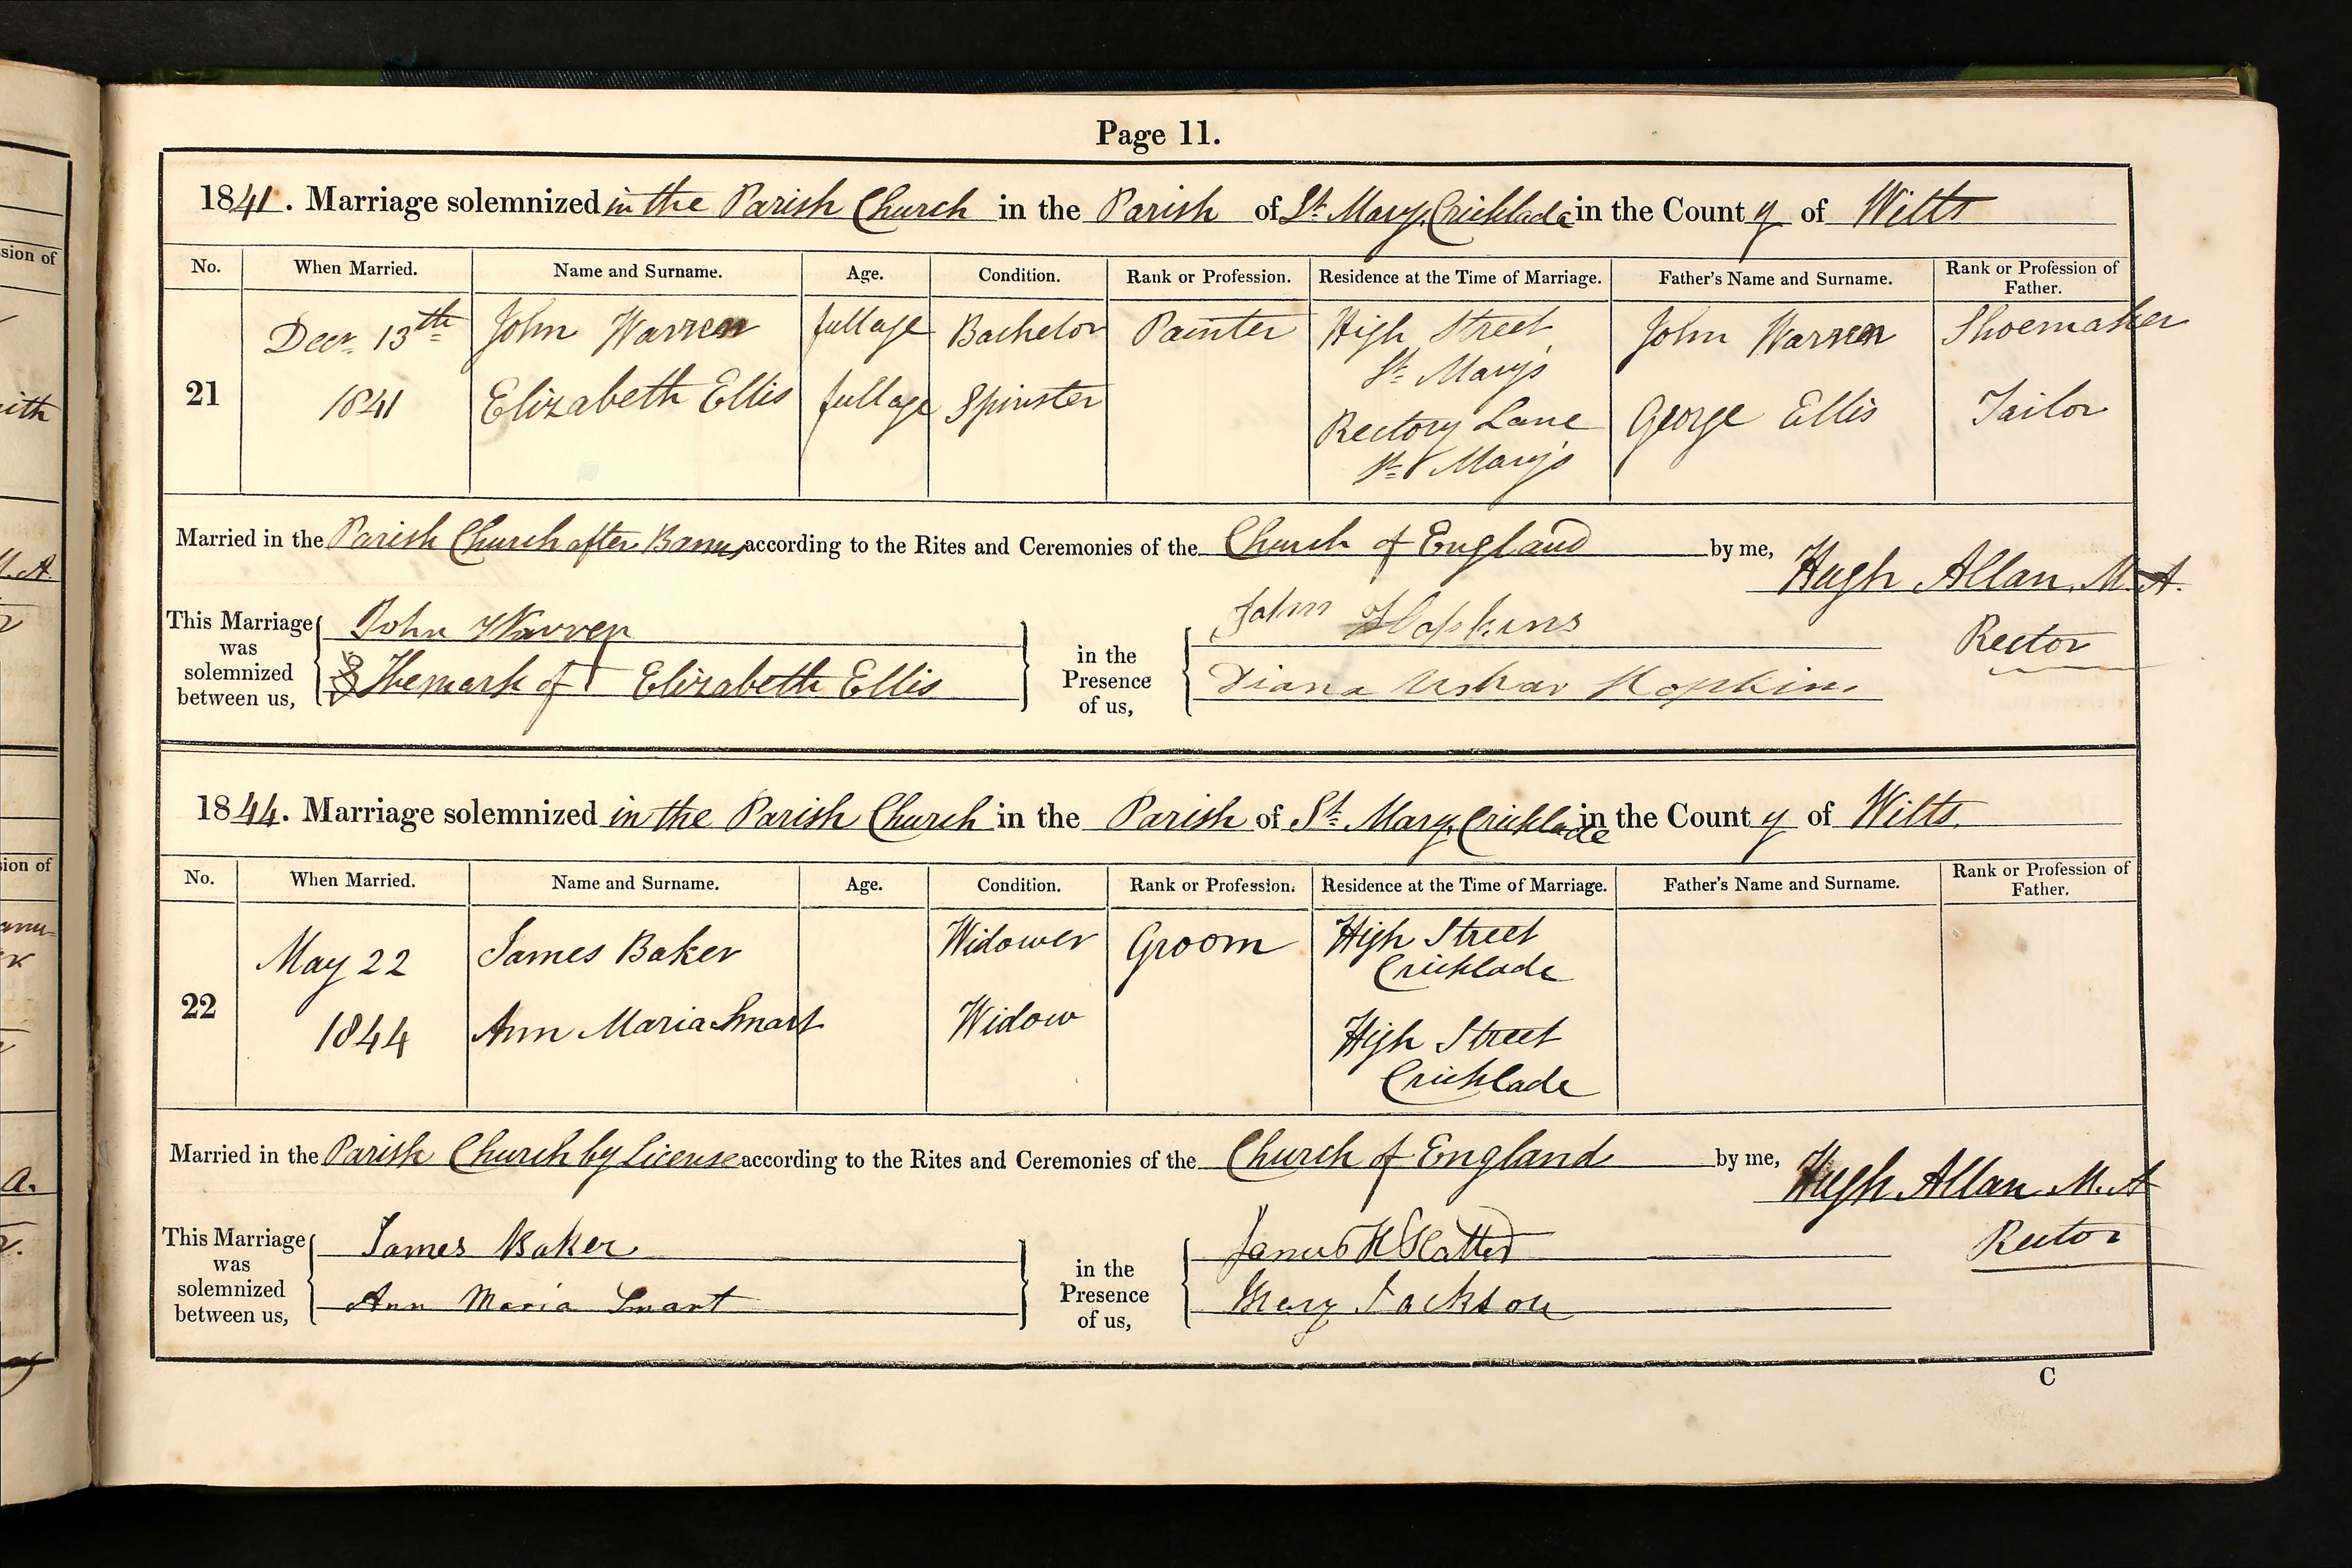 Page 11.
1841. Marriage solemnized in the Parish Church in the Parish of St. Mary, Cricklade in the County of Wilts
No. When Married. Name and Surname. Age. Condition. Rank or Profession. Residence at the Time of Marriage. Father's Name and Surname. Rank or Profession of Father.
21 Decr. 13th 1841 John Warren full age Bachelor Painter High Street St. Mary's John Warren Shoemaker
Elizabeth Ellis full age Spinster Rectory Lane St. Mary's George Ellis Tailor
Married in the Parish Church after Banns according to the Rites and Ceremonies of the Church of England by me, Hugh Allan, M.A.
Rector
This Marriage was solemnized between us, John Warren
The mark of + Elizabeth Ellis
in the Presence of us, John Hopkins
Diana Hopkins
1844. Marriage solemnized in the Parish Church in the Parish of St. Mary, Cricklade in the County of Wilts.
No. When Married. Name and Surname. Age. Condition. Rank or Profession. Residence at the Time of Marriage. Father's Name and Surname. Rank or Profession of Father.
22 May 22 1844 James Baker Widower Groom High Street Cricklade
Ann Maria Smart Widow High Street Cricklade
Married in the Parish Church by License according to the Rites and Ceremonies of the Church of England by me, Hugh Allan M.A
Rector
This Marriage was solemnized between us, James Baker
Ann Maria Smart
in the Presence of us, James H Slatter
Mary Jackson
C
sion of
ith
M.A.
ion of
a.